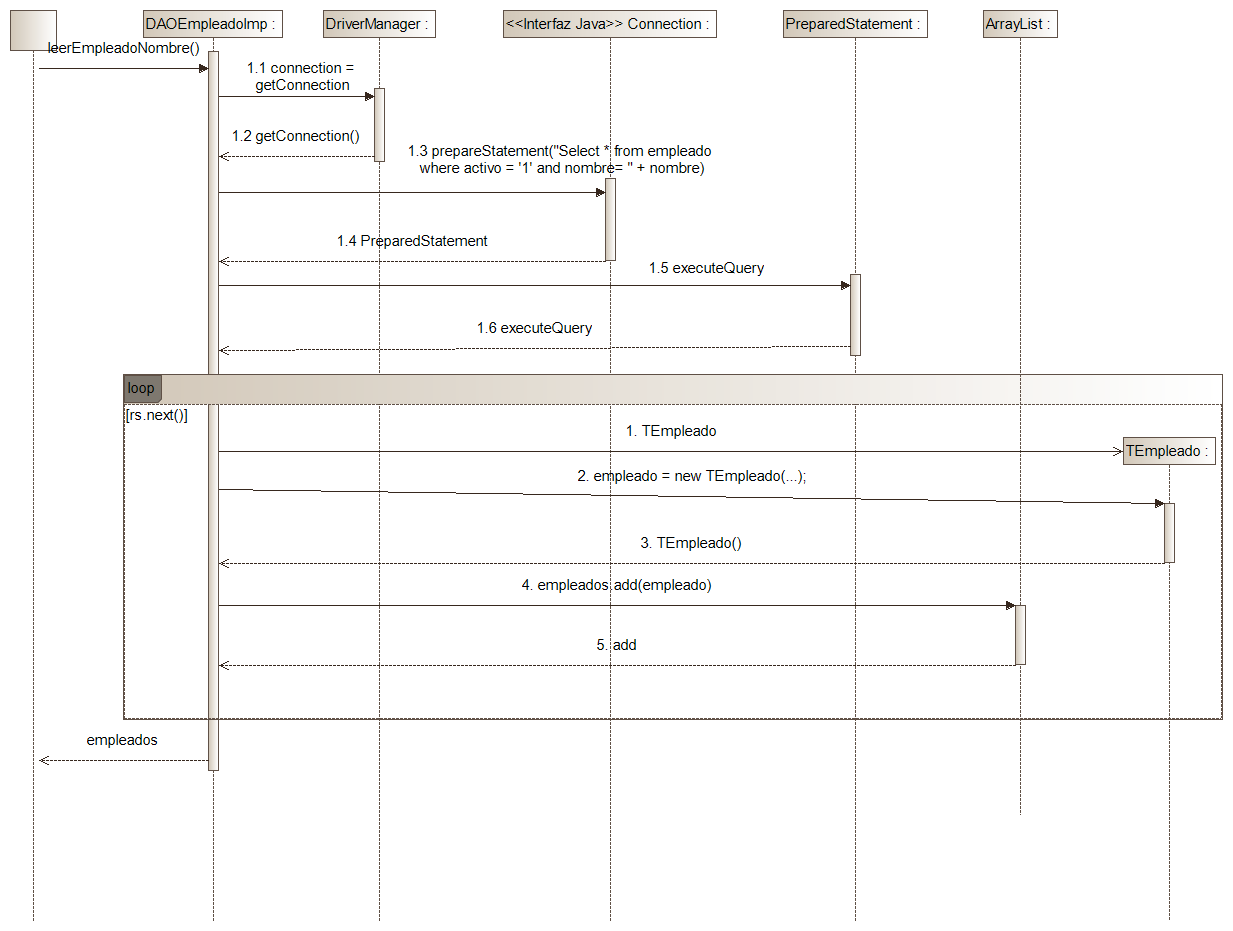 DAOEmpleadoImp :
DriverManager :
<<Interfaz Java>> Connection :
PreparedStatement :
ArrayList :
leerEmpleadoNombre()
1.1 connection =
getConnection
1.2 getConnection()
1.3 prepareStatement("Select * from empleado
where activo = '1' and nombre= " + nombre)
1.4 PreparedStatement
1.5 executeQuery
1.6 executeQuery
loop
[rs.next()]
1. TEmpleado
TEmpleado :
2. empleado = new TEmpleado(...);
3. TEmpleado()
4. empleados.add(empleado)
5. add
empleados